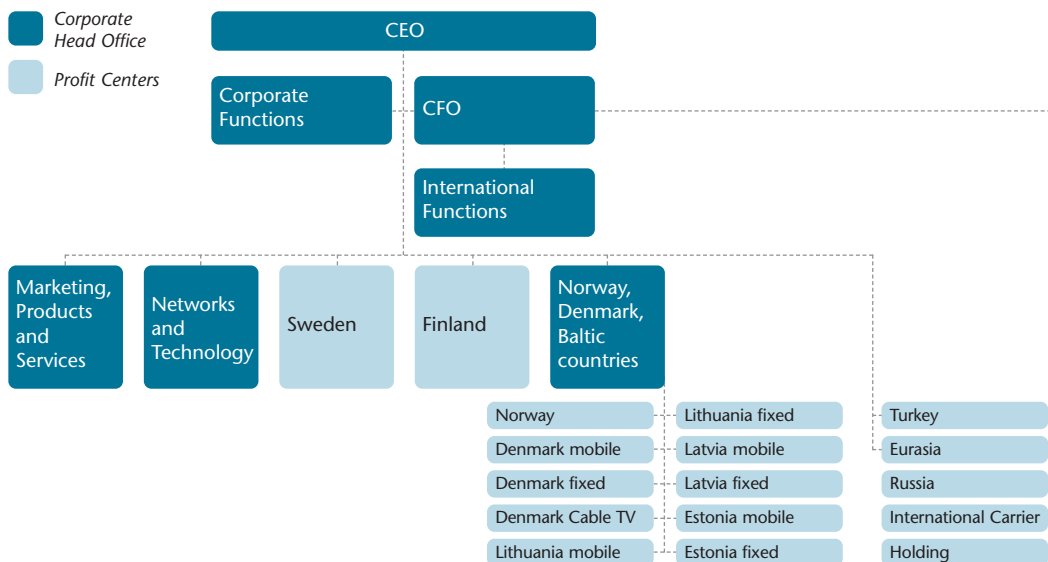 Corporate
Head Office
Profit Centers
CEO
Corporate
Functions
CFO
International
Functions
Marketing,
Products
and
Services
Networks
and
Technology
Sweden
Finland
Norway,
Denmark,
Baltic
countries
Norway
Denmark mobile
Denmark fixed
Denmark Cable TV
Lithuania mobile
Lithuania fixed
Latvia mobile
Latvia fixed
Estonia mobile
Estonia fixed
Turkey
Eurasia
Russia
International Carrier
Holding